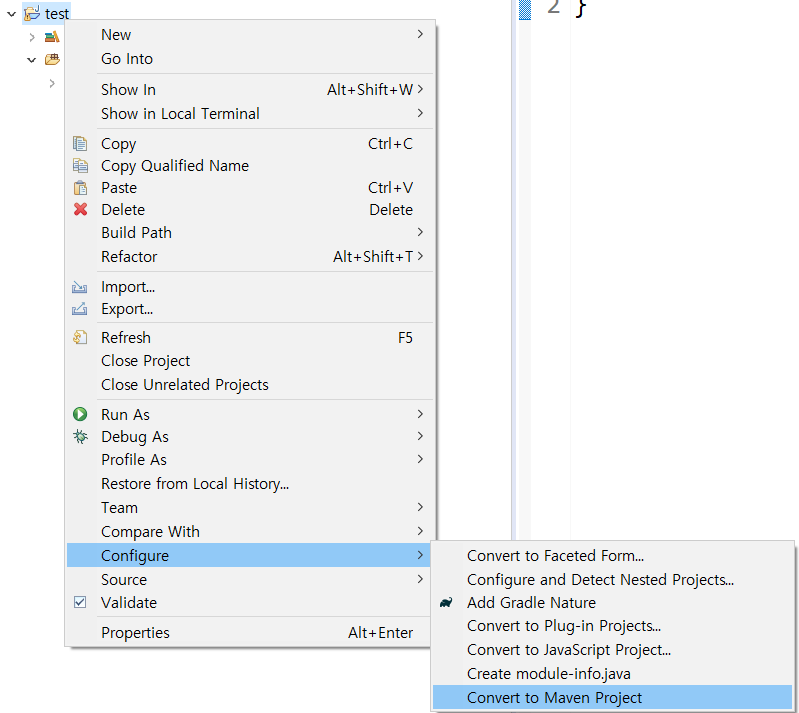 test
2 }
New
Go Into
Show In Alt+Shift+W
Show in Local Terminal
Copy Ctrl+C
Copy Qualified Name
Paste Ctrl+V
Delete Delete
Build Path
Refactor Alt+Shift+T
Import...
Export...
Refresh F5
Close Project
Close Unrelated Projects
Run As
Debug As
Profile As
Restore from Local History...
Team
Compare With
Configure
Source
Validate
Properties Alt+Enter
Convert to Faceted Form...
Configure and Detect Nested Projects...
Add Gradle Nature
Convert to Plug-in Projects...
Convert to JavaScript Project...
Create module-info.java
Convert to Maven Project